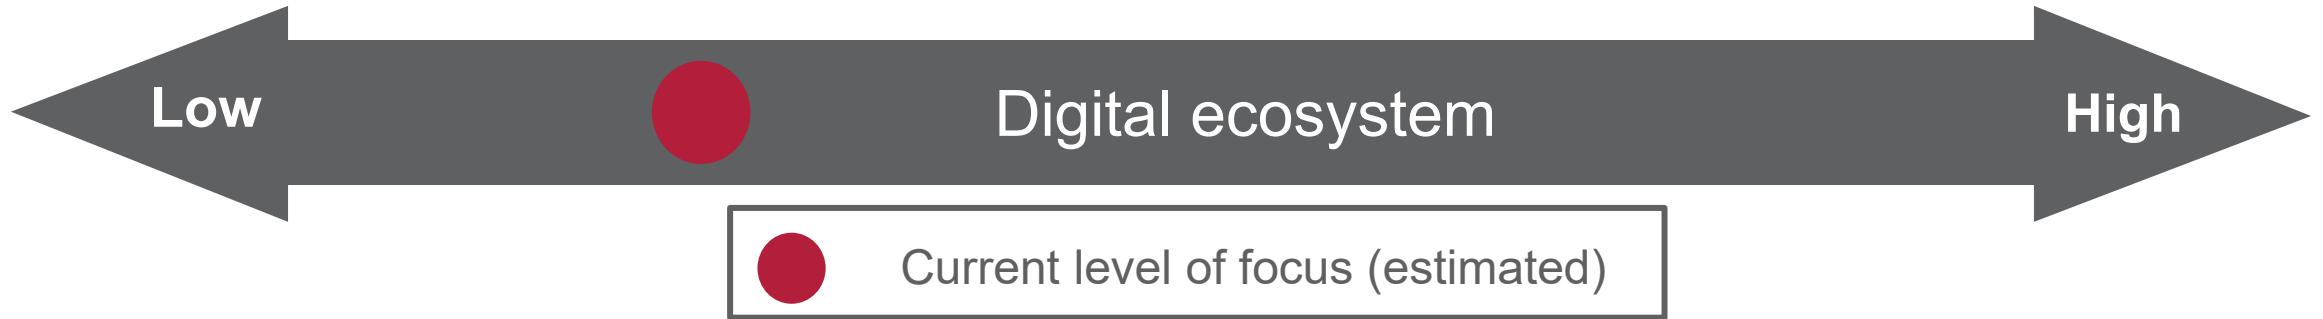 Low
Digital ecosystem
High
Current level of focus (estimated)